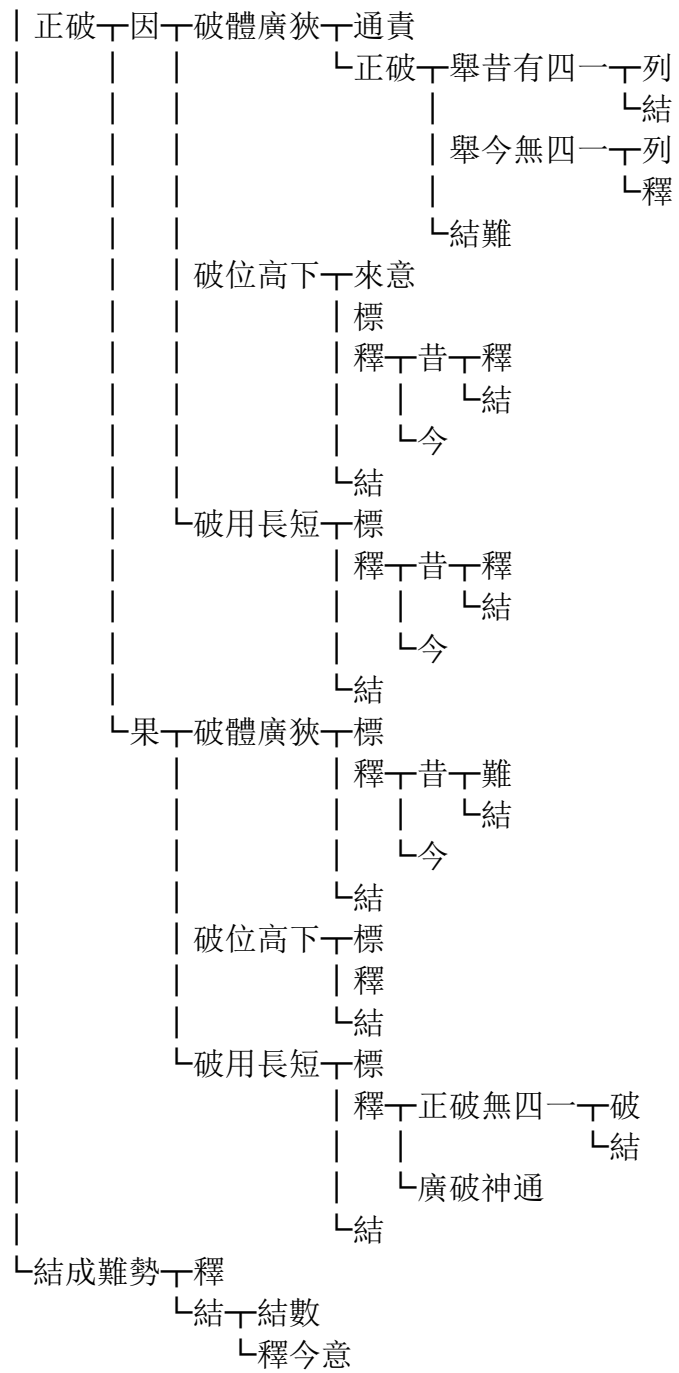 正破 因 破體廣狹 通責
正破 舉昔有四一 列
結
舉今無四一 列
釋
結難
破位高下 來意
標
釋 昔 釋
結
今
結
破用長短 標
釋 昔 釋
結
今
結
果 破體廣狹 標
釋 昔 難
結
今
結
破位高下 標
釋
結
破用長短 標
釋 正破無四一 破
結
廣破神通
結
結成難勢 釋
結 結數
釋今意